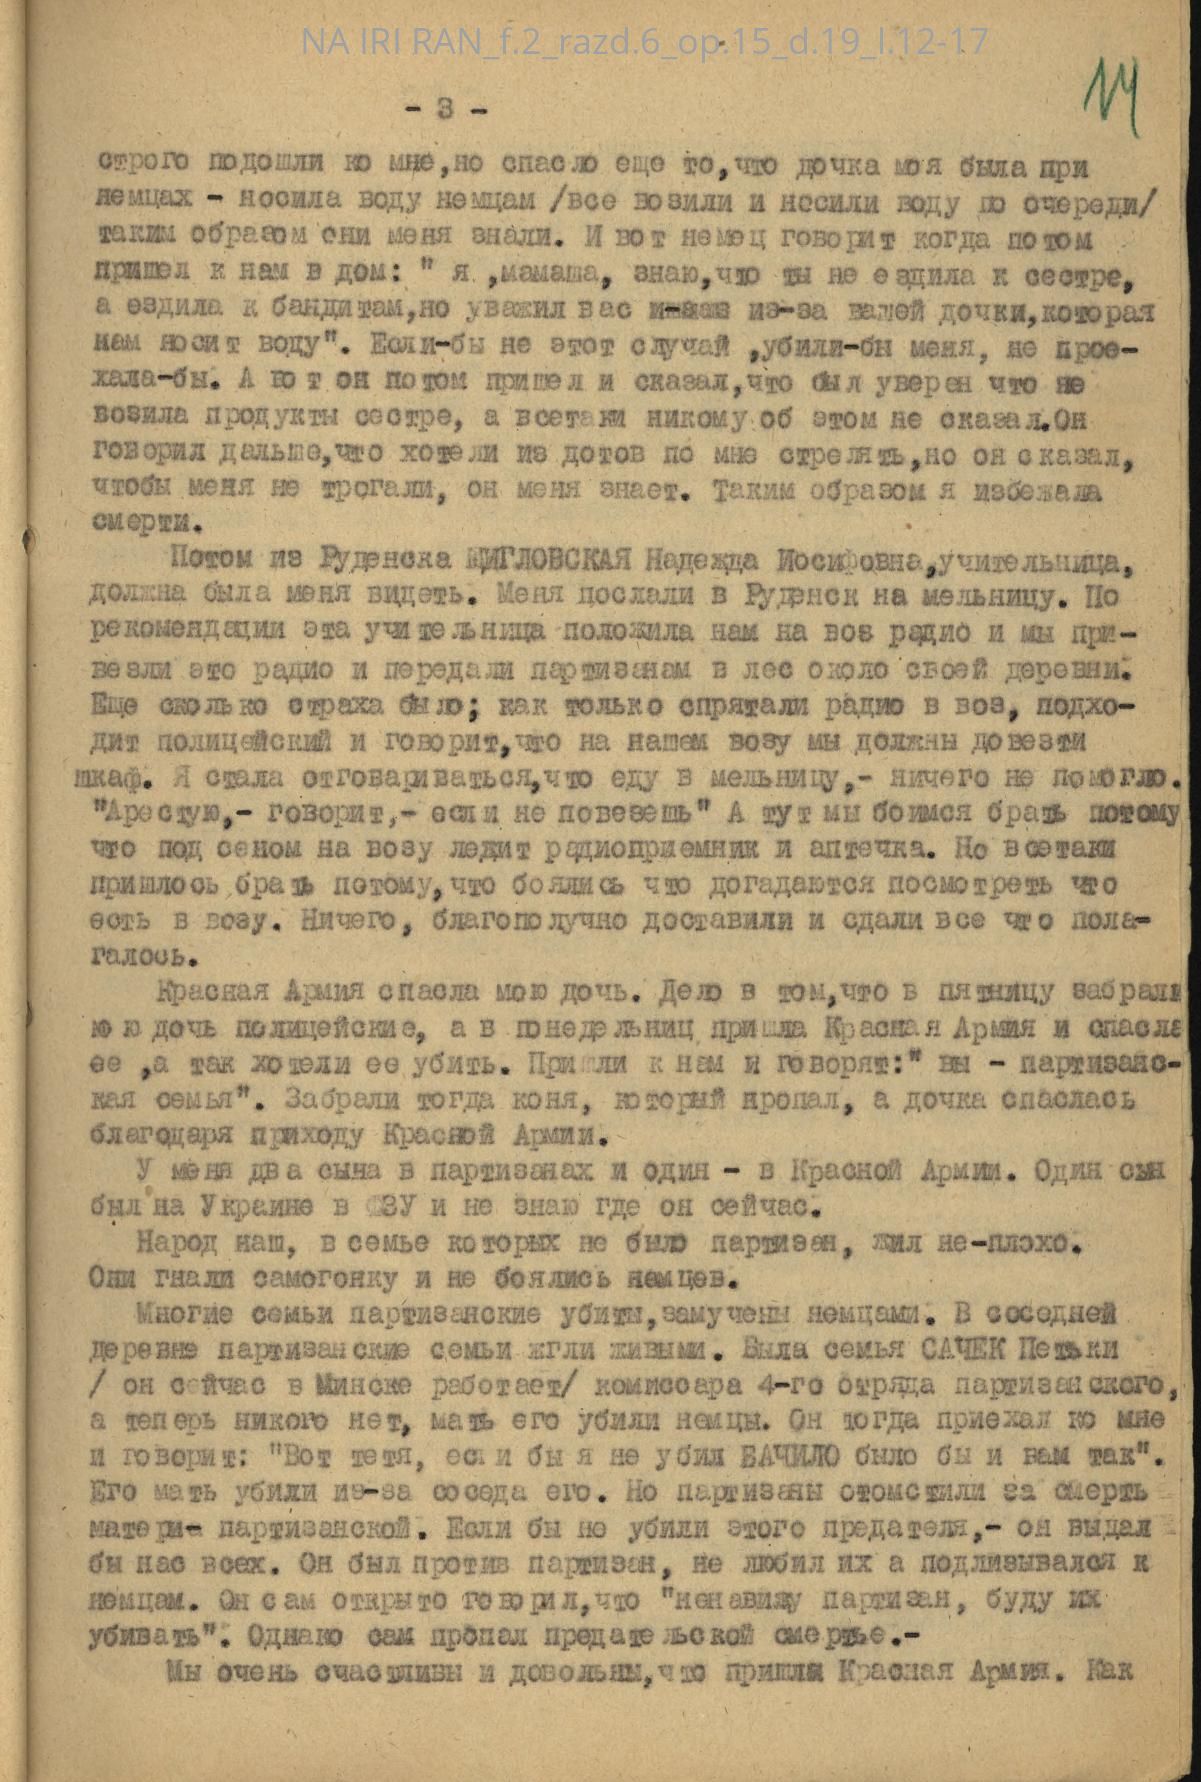 NA IRI RAN_f.2_razd.6_op.15_d.19_l.12-17
14
- 3 -
строго подошли ко мне,но спасло еще то,что дочка моя была при
немцах - носила воду немцам /все возили и носили воду по очереди/
таким образом они меня знали. И вот немец говорит когда потом
пришел к нам в дом: " я ,мамаша, знаю,что ты не ездила к сестре,
а ездила к бандитам,но уважил вас из-за вашей дочки,которая
нам носит воду". Если-бы не этот случай ,убили-бы меня, не прое-
хала-бы. А вот он потом пришел и сказал,что был уверен что не
возила продукты сестре, а всетаки никому об этом не сказал.Он
говорил дальше,что хотели из дотов по мне стрелять,но он сказал,
чтобы меня не трогали, он меня знает. Таким образом я избежала
смерти.
Потом из Руденска ЩИГЛОВСКАЯ Надежда Иосифовна,учительница,
должна была меня видеть. Меня послали в Руденск на мельницу. По
рекомендации эта учительница положила нам на воз радио и мы при-
везли это радио и передали партизанам в лес около своей деревни.
Еще сколько страха было; как только спрятали радио в воз, подхо-
дит полицейский и говорит,что на нашем возу мы должны довезти
шкаф. Я стала отговариваться,что еду в мельницу,- ничего не помогло.
"Арестую,- говорит,- если не повезешь" А тут мы боимся брать потому
что под сеном на возу лежит радиоприемник и аптечка. Но всетаки
пришлось брать потому,что боялись что догадаются посмотреть что
есть в возу. Ничего, благополучно доставили и сдали все что пола-
галось.
Красная Армия спасла мою дочь. Дело в том,что в пятницу забрали
мою дочь полицейские, а в понедельниц пришла Красная Армия и спасла
ее ,а так хотели ее убить. Пришли к нам и говорят:" вы - партизанс-
кая семья". Забрали тогда коня, который пропал, а дочка спаслась
благодаря приходу Красной Армии.
У меня два сына в партизанах и один - в Красной Армии. Один сын
был на Украине в ФЗУ и не знаю где он сейчас.
Народ наш, в семье которых не было партизан, жил не-плохо.
Они гнали самогонку и не боялись немцев.
Многие семьи партизанские убиты,замучены немцами. В соседней
деревне партизанские семьи жгли живыми. Была семья САЧЕК Петьки
/ он сейчас в Минске работает/ комиссара 4-го отряда партизанского,
а теперь никого нет, мать его убили немцы. Он тогда приехал ко мне
и говорит: "Вот тетя, если бы я не убил БАЧИЛО было бы и вам так".
Его мать убили из-за соседа его. Но партизаны отомстили за смерть
матери- партизанской. Если бы не убили этого предателя,- он выдал
бы нас всех. Он был против партизан, не любил их а подлизывался к
немцам. Он сам открыто говорил,что "ненавижу партизан, буду их
убивать". Однако сам пропал предательской смертье.-
Мы очень счастливы и довольны,что пришла Красная Армия. Как